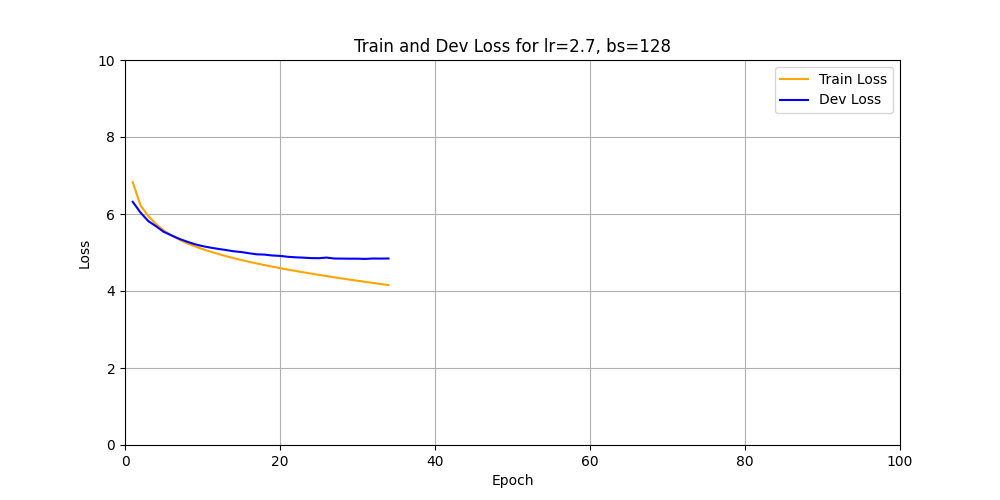 Train and Dev Loss for lr=2.7, bs=128
Train Loss
Dev Loss
Loss
10
8
6
4
2
0
0 20 40 60 80 100
Epoch